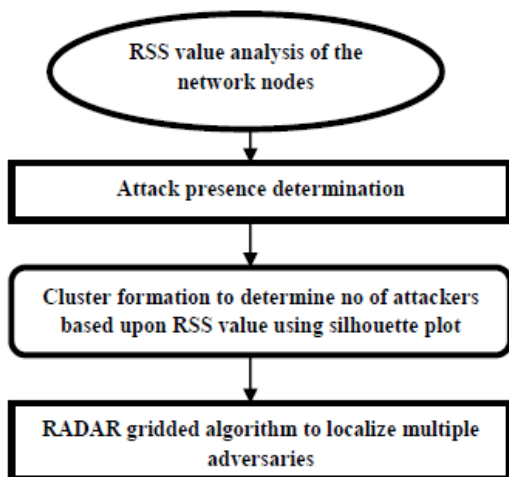 RSS value analysis of the
network nodes
Attack presence determination
Cluster formation to determine no of attackers
based upon RSS value using silhouette plot
RADAR gridded algorithm to localize multiple
adversaries